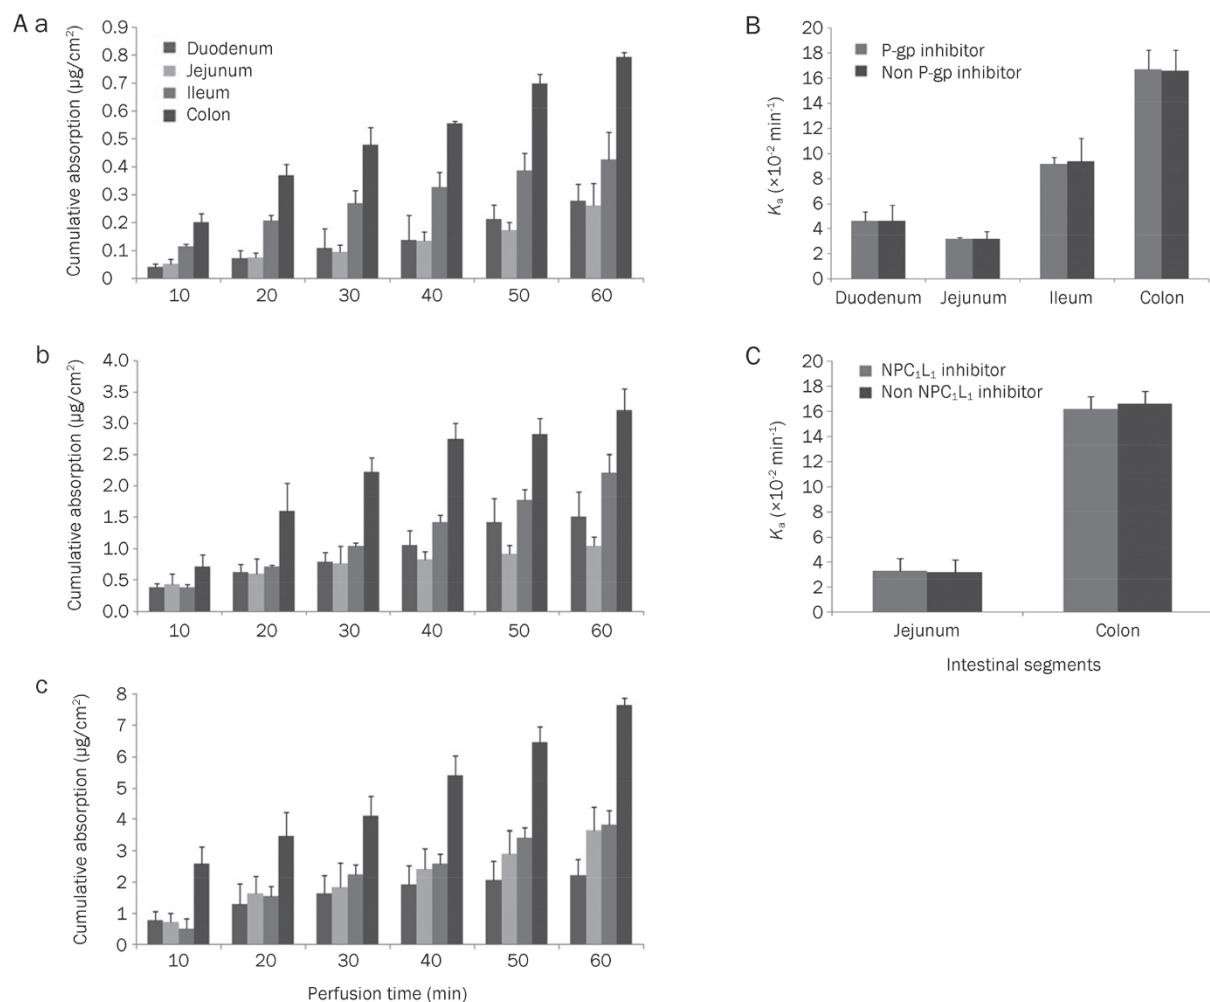 A a
Cumulative absorption (μg/cm²)
0.9
0.8
0.7
0.6
0.5
0.4
0.3
0.2
0.1
0
Duodenum
Jejunum
Ileum
Colon
10 20 30 40 50 60
b
Cumulative absorption (μg/cm²)
4.0
3.5
3.0
2.5
2.0
1.5
1.0
0.5
0.0
10 20 30 40 50 60
c
Cumulative absorption (μg/cm²)
8
7
6
5
4
3
2
1
0
10 20 30 40 50 60
Perfusion time (min)
B
Kₐ (×10⁻² min⁻¹)
20
18
16
14
12
10
8
6
4
2
0
P-gp inhibitor
Non P-gp inhibitor
Duodenum Jejunum Ileum Colon
C
Kₐ (×10⁻² min⁻¹)
20
18
16
14
12
10
8
6
4
2
0
NPC₁L₁ inhibitor
Non NPC₁L₁ inhibitor
Jejunum Colon
Intestinal segments